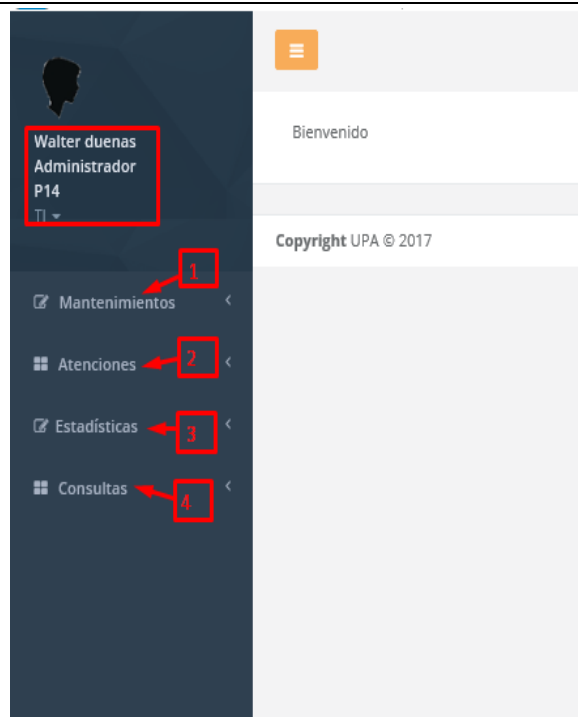 Walter duenas
Administrador
P14
TI
Bienvenido
Copyright UPA © 2017
1
Mantenimientos
2
Atenciones
3
Estadísticas
4
Consultas